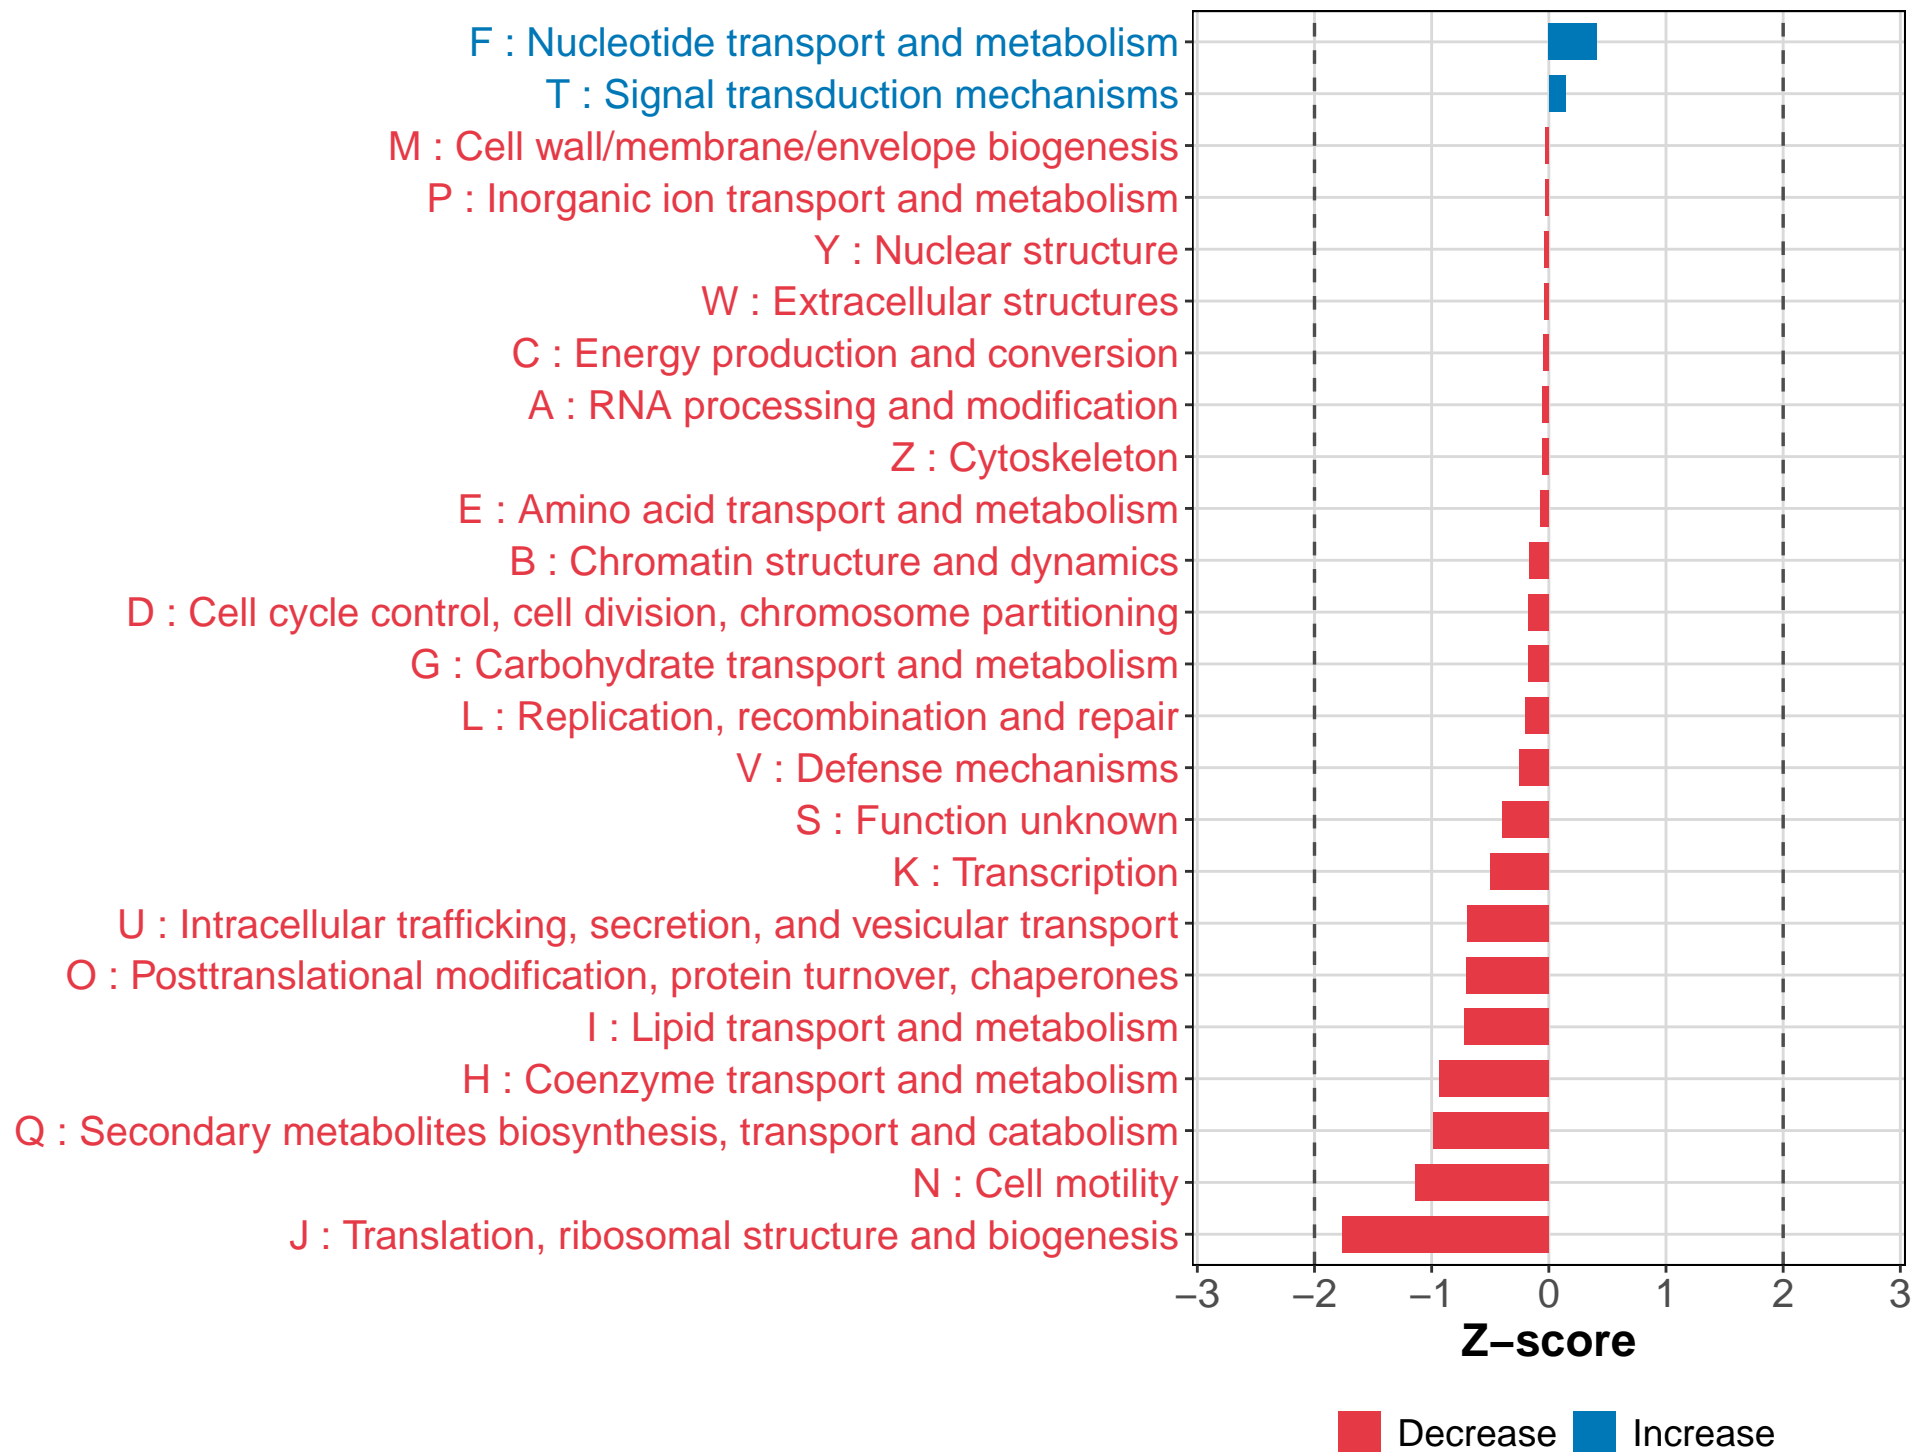 F : Nucleotide transport and metabolism
T : Signal transduction mechanisms
M : Cell wall/membrane/envelope biogenesis
P : Inorganic ion transport and metabolism
Y : Nuclear structure
W : Extracellular structures
C : Energy production and conversion
A : RNA processing and modification
Z : Cytoskeleton
E : Amino acid transport and metabolism
B : Chromatin structure and dynamics
D : Cell cycle control, cell division, chromosome partitioning
G : Carbohydrate transport and metabolism
L : Replication, recombination and repair
V : Defense mechanisms
S : Function unknown
K : Transcription
U : Intracellular trafficking, secretion, and vesicular transport
O : Posttranslational modification, protein turnover, chaperones
I : Lipid transport and metabolism
H : Coenzyme transport and metabolism
Q : Secondary metabolites biosynthesis, transport and catabolism
N : Cell motility
J : Translation, ribosomal structure and biogenesis
−3 −2 −1 0 1 2 3
Z−score
Decrease Increase